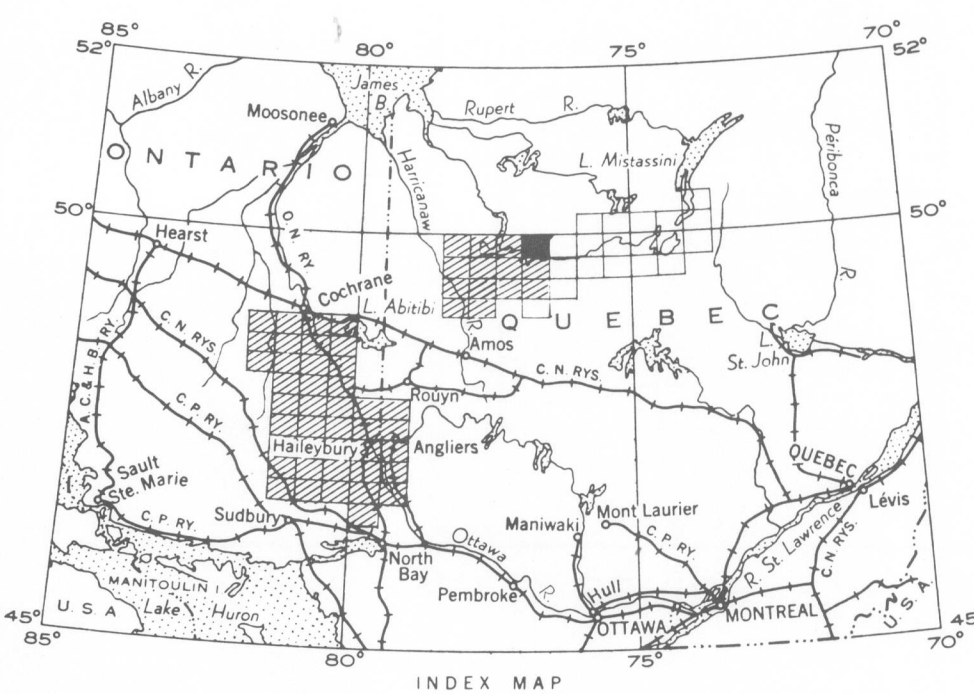 85°
80°
75°
70°
52°
52°
Albany R.
James
B.
Moosonee
Rupert R.
Péribonca
R.
ONTARIO
Harricanaw
R.
L. Mistassini
50°
50°
Hearst
O. N. RY.
Cochrane
L. Abitibi
QUEBEC
C. N. RYS.
Amos
C. N. RYS.
L.
St. John
A.C. & H.B. RY.
C. P. RY.
Rouyn
Haileybury
Angliers
QUEBEC
Lévis
Sault
Ste. Marie
C. P. RY.
Sudbury
Maniwaki
Mont Laurier
C. P. RY
R. St. Lawrence
C. N. RYS.
North
Bay
Ottawa
R.
Pembroke
Hull
OTTAWA
MONTREAL
MANITOULIN I
Lake Huron
U. S. A
U. S. A.
45°
45°
85°
80°
75°
70°
INDEX MAP